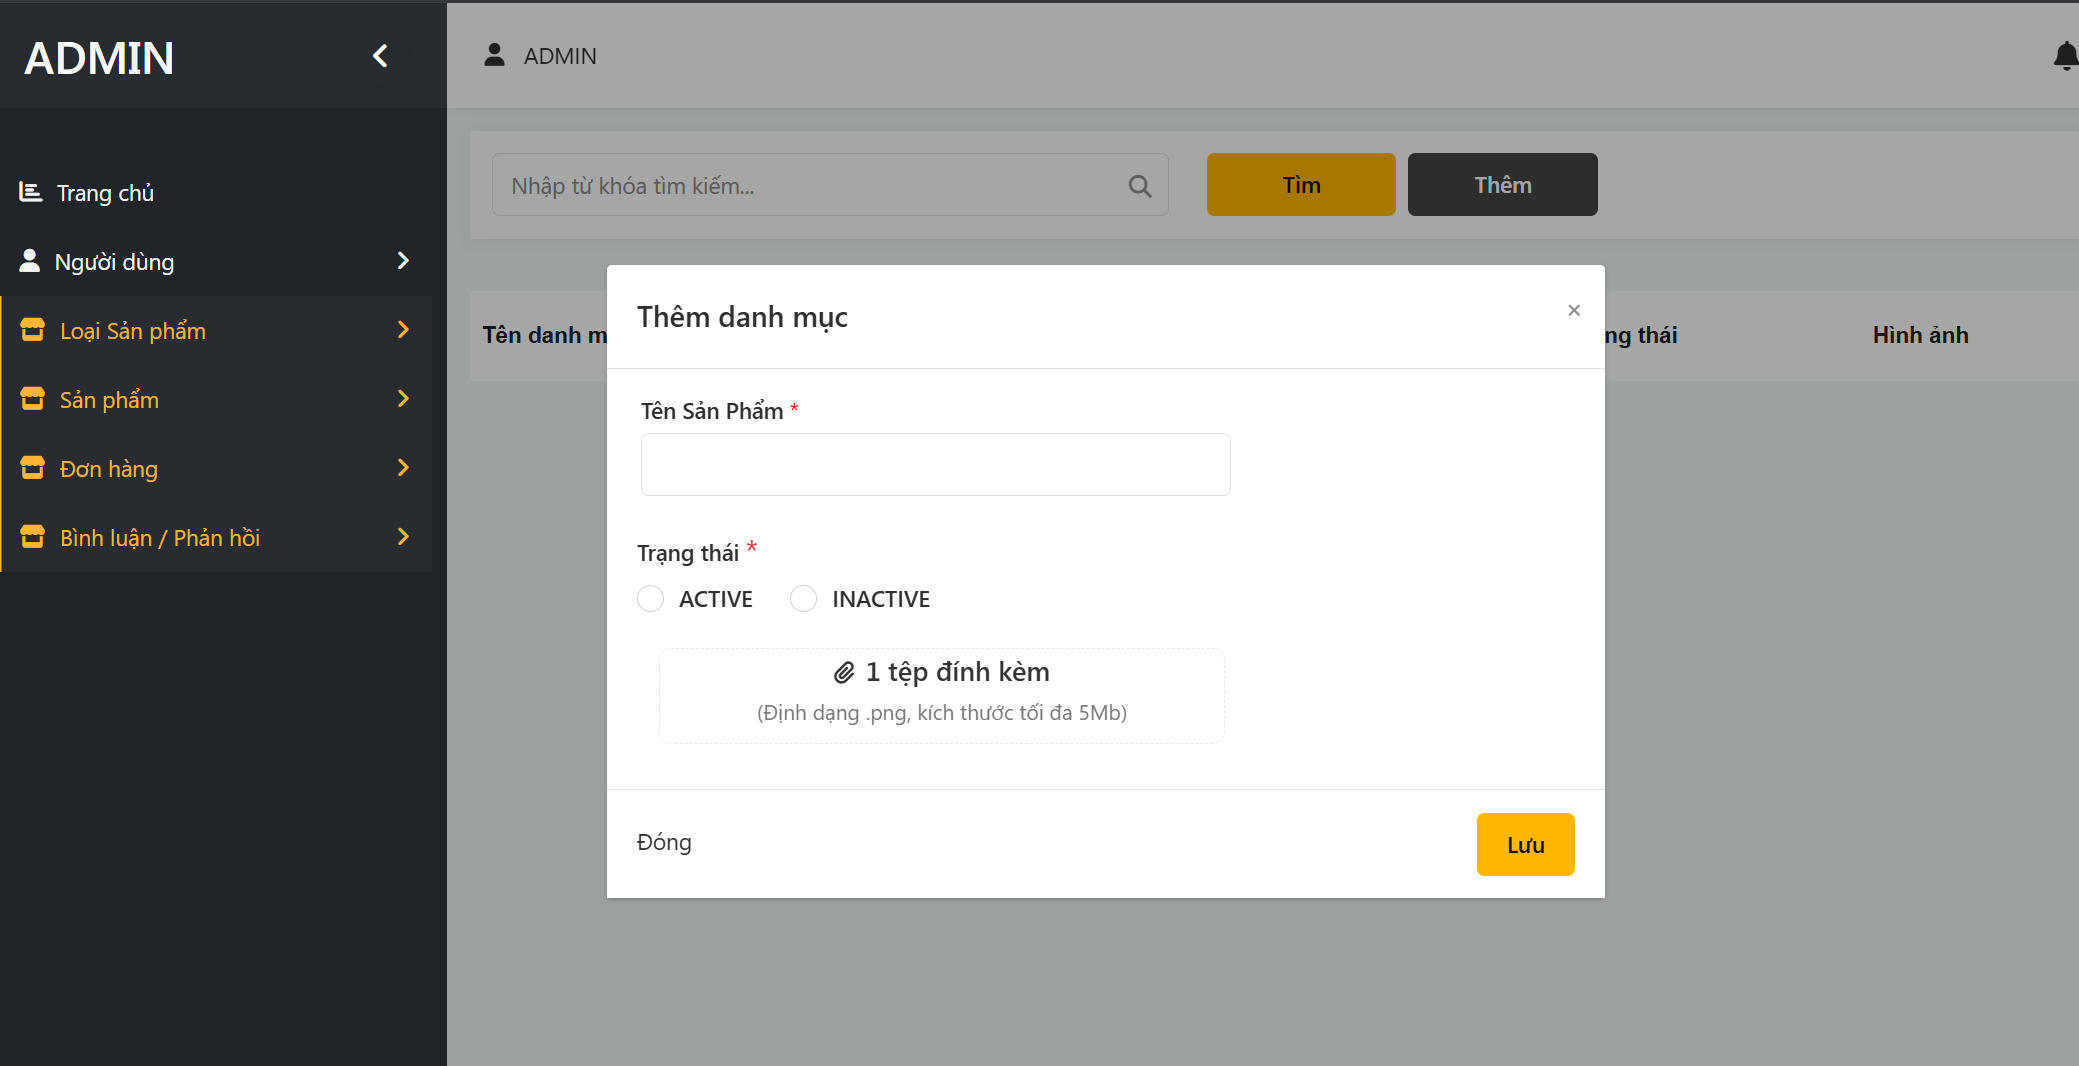 ADMIN
ADMIN
Trang chủ
Người dùng
Loại Sản phẩm
Sản phẩm
Đơn hàng
Bình luận / Phản hồi
Nhập từ khóa tìm kiếm...
Tìm
Thêm
Tên danh m
ng thái
Hình ảnh
Thêm danh mục
×
Tên Sản Phẩm *
Trạng thái *
ACTIVE
INACTIVE
1 tệp đính kèm
(Định dạng .png, kích thước tối đa 5Mb)
Đóng
Lưu